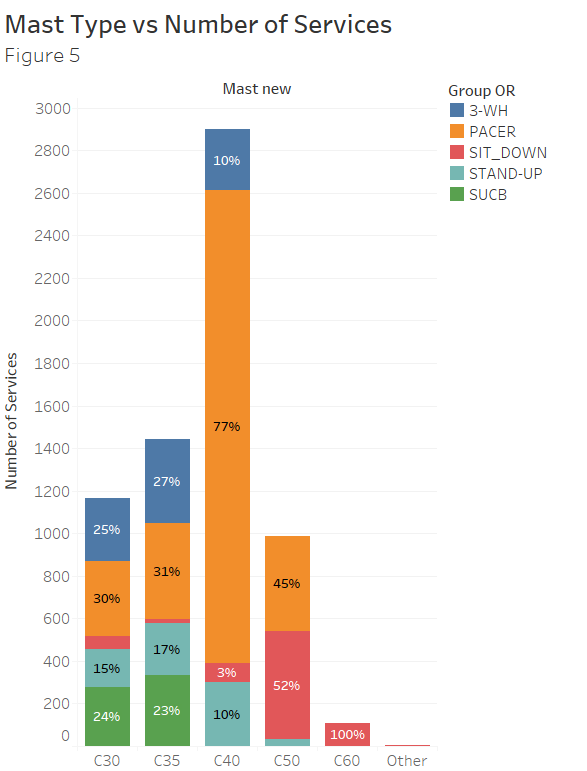 Mast Type vs Number of Services
Figure 5
Mast new
Group OR
3-WH
PACER
SIT_DOWN
STAND-UP
SUCB
Number of Services
3000
2800
2600
2400
2200
2000
1800
1600
1400
1200
1000
800
600
400
200
0
25%
30%
15%
24%
27%
31%
17%
23%
10%
77%
3%
10%
45%
52%
100%
C30 C35 C40 C50 C60 Other